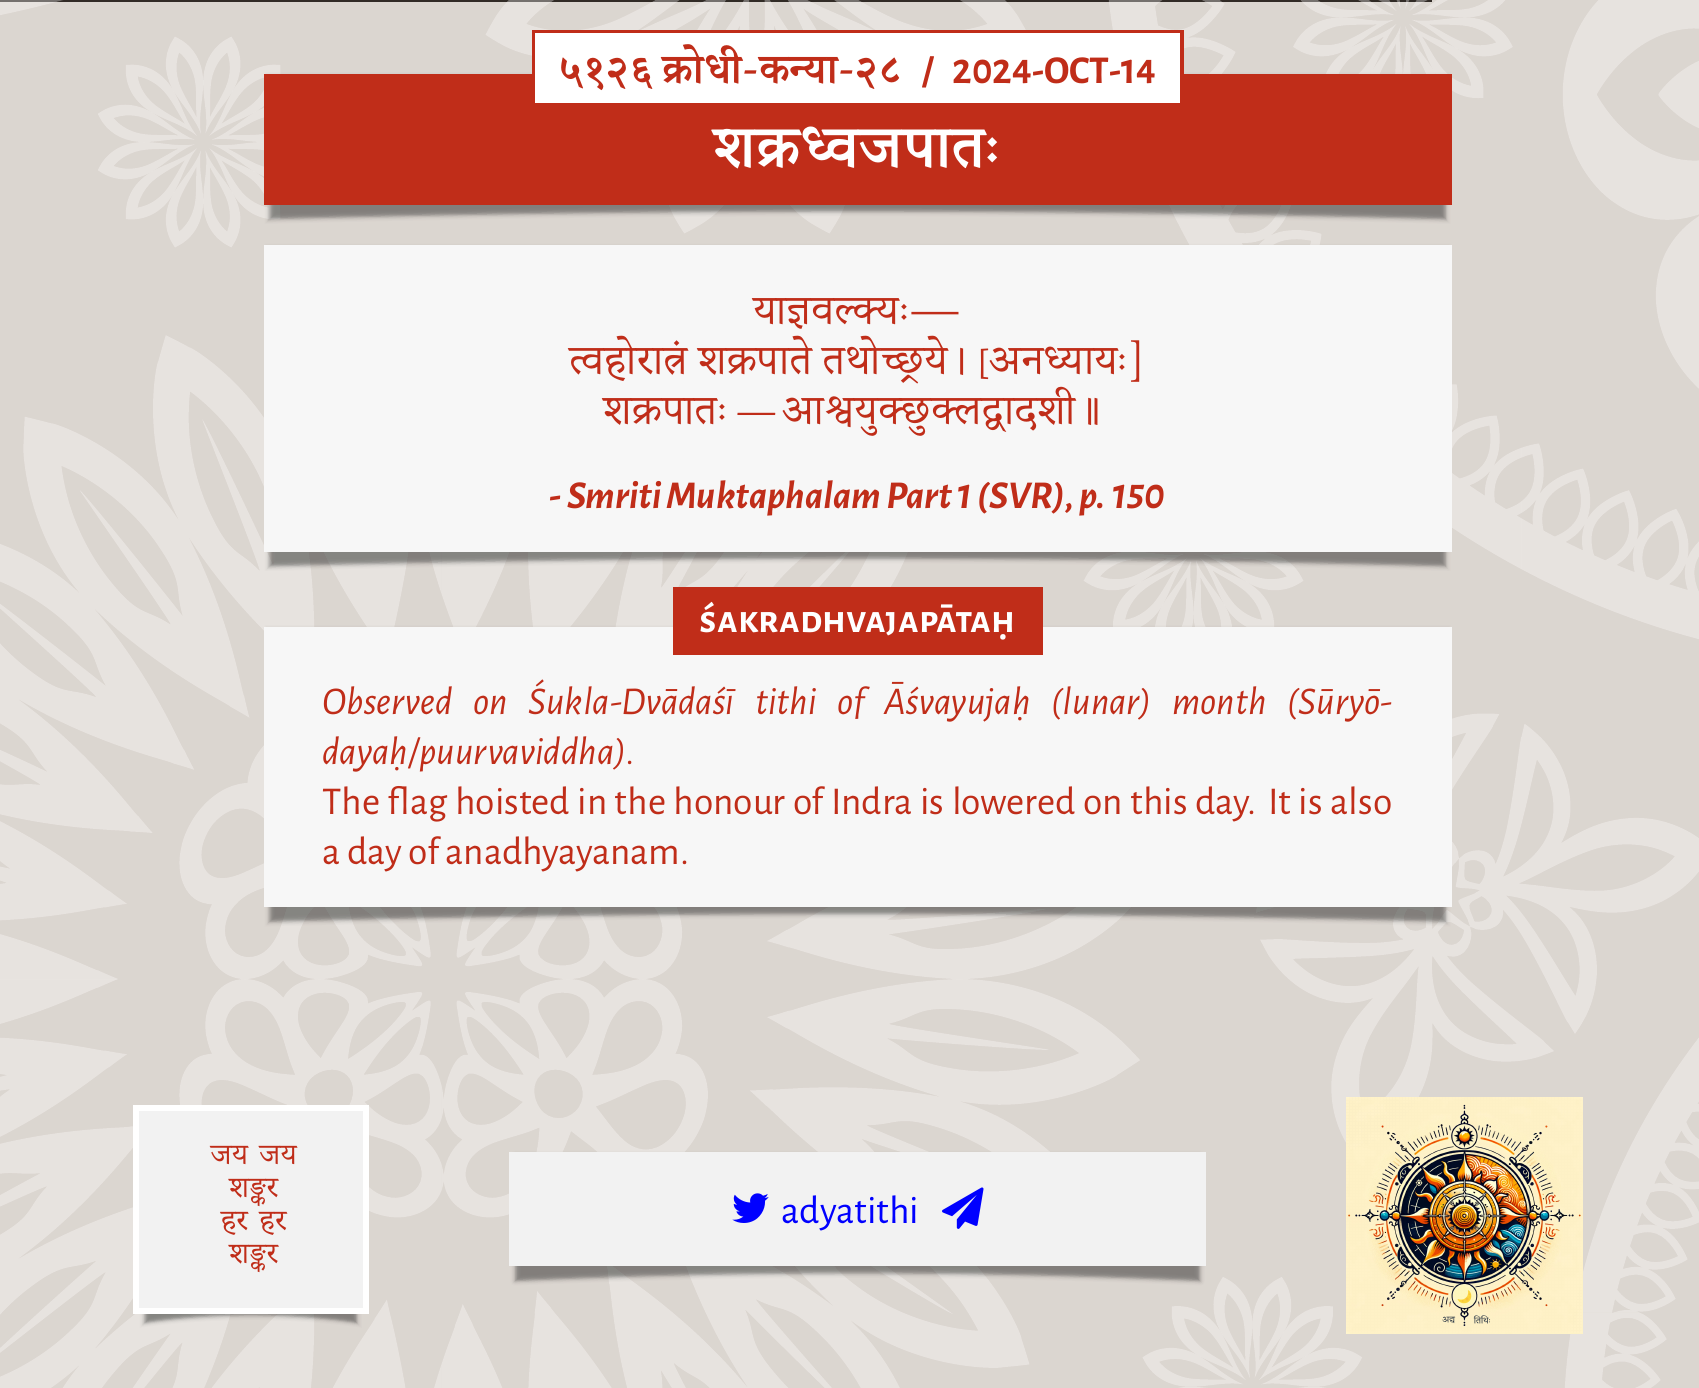 ५१२६ क्रोधी-कन्या-२८ / 2024-OCT-14
शक्रध्वजपातः
याज्ञवल्क्यः—
त्वहोरात्रं शक्रपाते तथोच्छ्रये। [अनध्यायः]
शक्रपातः — आश्वयुक्छुक्लद्वादशी॥
- Smriti Muktaphalam Part 1 (SVR), p. 150
ŚAKRADHVAJAPĀTAḤ
Observed on Śukla-Dvādaśī tithi of Āśvayujaḥ (lunar) month (Sūryō-
dayaḥ/puurvaviddha).
The flag hoisted in the honour of Indra is lowered on this day. It is also
a day of anadhyayanam.
जय जय
शङ्कर
हर हर
शङ्कर
adyatithi
अद्य तिथिः